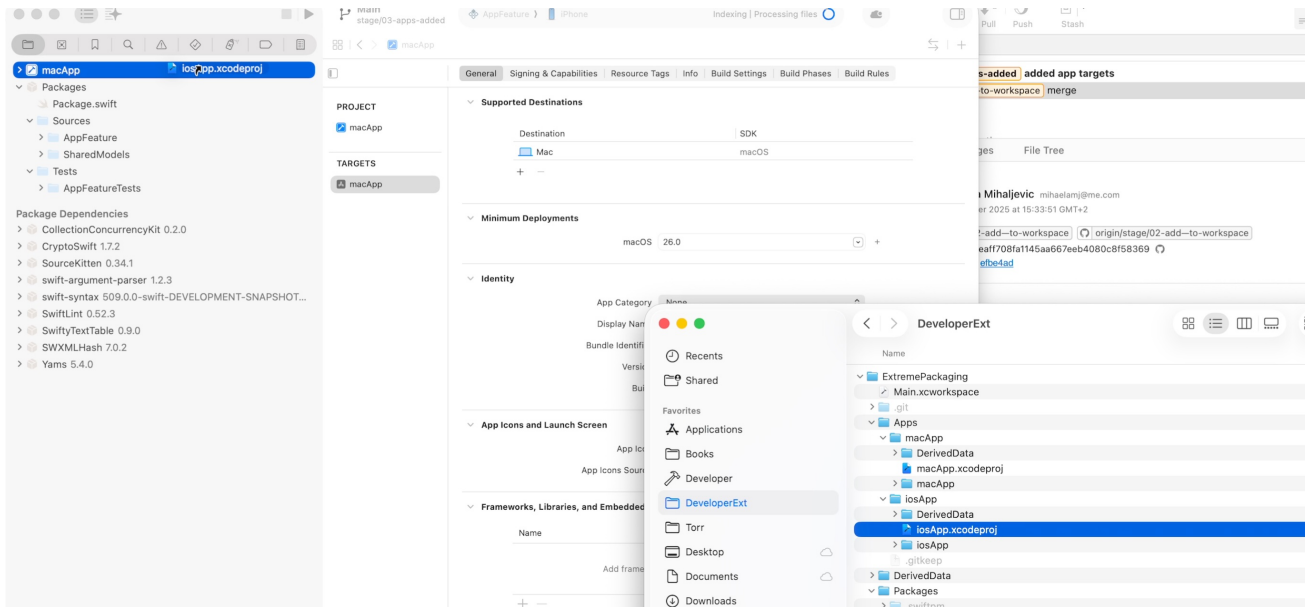 Main
stage/03-apps-added
AppFeature
iPhone
Indexing | Processing files
Pull
Push
Stash
macApp
macApp
iosApp.xcodeproj
Packages
Package.swift
Sources
AppFeature
SharedModels
Tests
AppFeatureTests
Package Dependencies
CollectionConcurrencyKit 0.2.0
CryptoSwift 1.7.2
SourceKitten 0.34.1
swift-argument-parser 1.2.3
swift-syntax 509.0.0-swift-DEVELOPMENT-SNAPSHOT...
SwiftLint 0.52.3
SwiftyTextTable 0.9.0
SWXMLHash 7.0.2
Yams 5.4.0
PROJECT
macApp
TARGETS
macApp
General
Signing & Capabilities
Resource Tags
Info
Build Settings
Build Phases
Build Rules
Supported Destinations
Destination
SDK
Mac
macOS
Minimum Deployments
macOS
26.0
Identity
App Category
None
Display Nam
Bundle Identifi
Versi
Bui
App Icons and Launch Screen
App Ico
App Icons Sour
Frameworks, Libraries, and Embedded
Name
Add frame
s-added added app targets
-to-workspace merge
ges
File Tree
Mihaljevic mihaelamj@me.com
er 2025 at 15:33:51 GMT+2
2-add—to-workspace
origin/stage/02-add—to-workspace
eaff708fa1145aa667eeb4080c8f58369
efbe4ad
Recents
Shared
Favorites
Applications
Books
Developer
DeveloperExt
Torr
Desktop
Documents
Downloads
DeveloperExt
Name
ExtremePackaging
Main.xcworkspace
.git
Apps
macApp
DerivedData
macApp.xcodeproj
macApp
iosApp
DerivedData
iosApp.xcodeproj
iosApp
.gitkeep
DerivedData
Packages